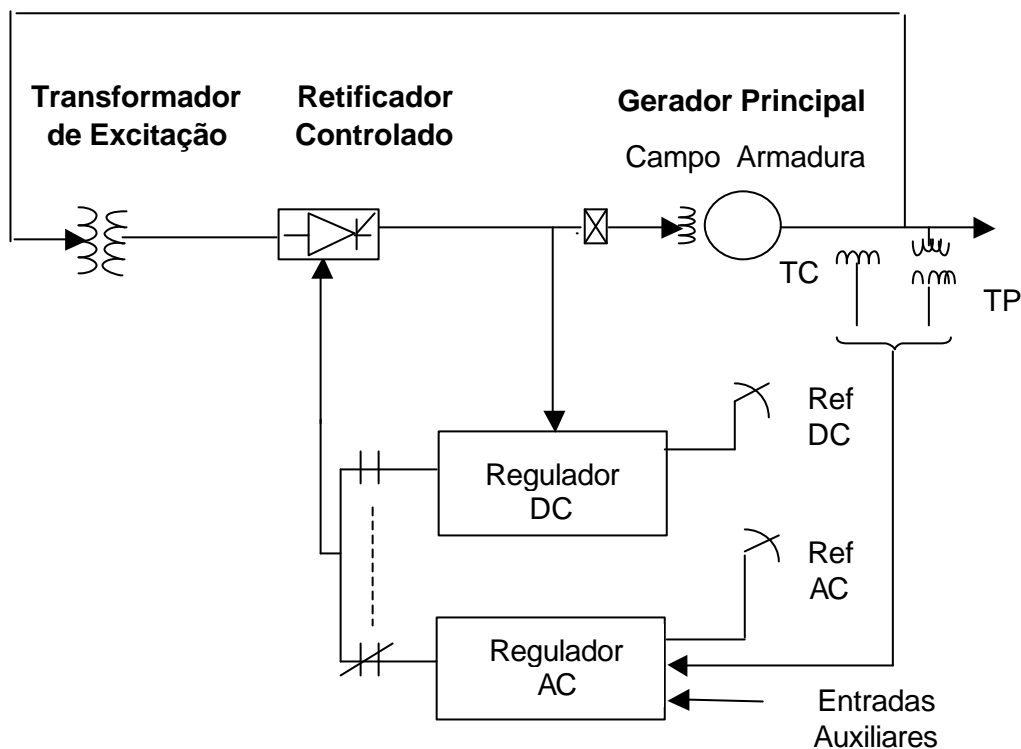 Transformador
de Excitação
Retificador
Controlado
Gerador Principal
Campo Armadura
TC
TP
Ref
DC
Regulador
DC
Ref
AC
Regulador
AC
Entradas
Auxiliares